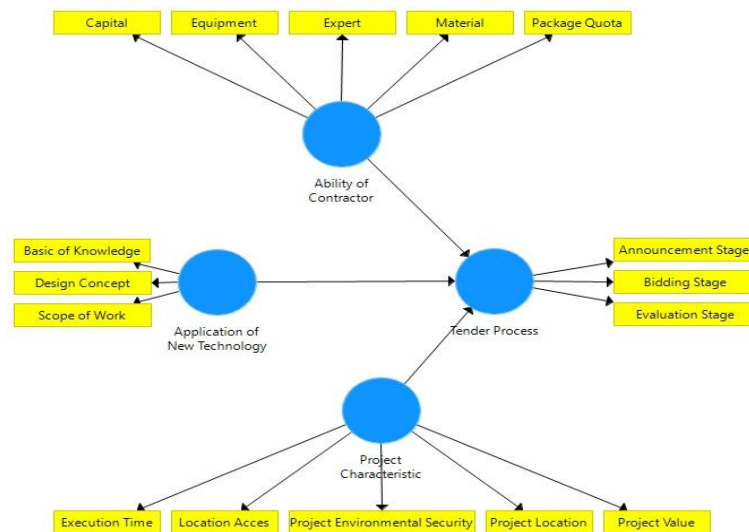 Capital
Equipment
Expert
Material
Package Quota
Ability of
Contractor
Basic of Knowledge
Design Concept
Scope of Work
Application of
New Technology
Announcement Stage
Bidding Stage
Evaluation Stage
Tender Process
Project
Characteristic
Execution Time
Location Acces
Project Environmental Security
Project Location
Project Value